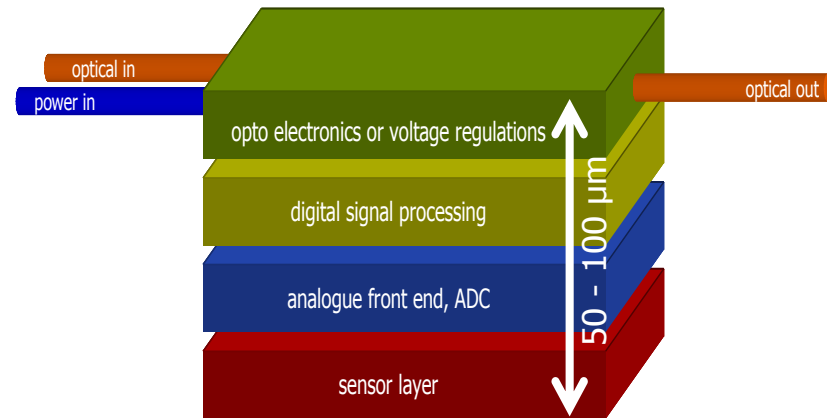 optical in
power in
optical out
opto electronics or voltage regulations
digital signal processing
analogue front end, ADC
sensor layer
50 - 100 µm